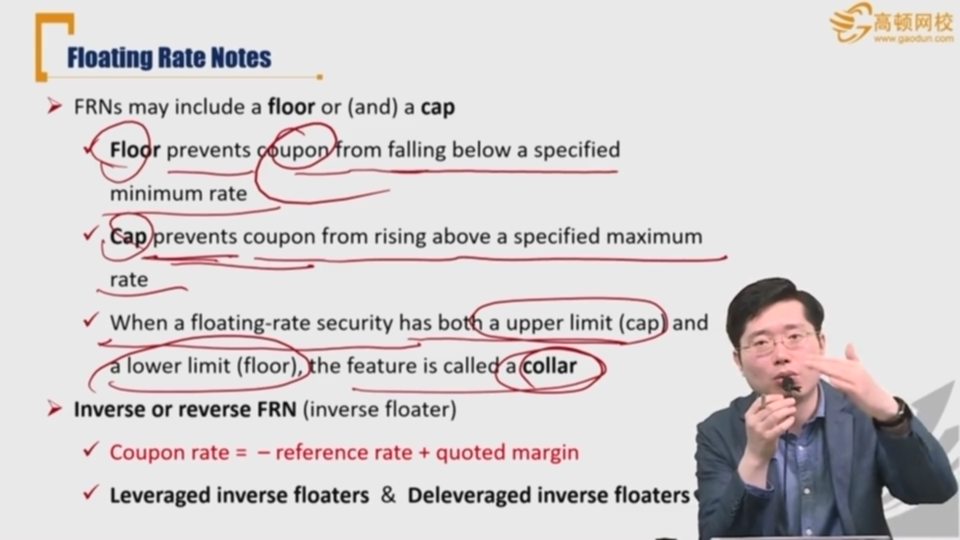 高顿网校
www.gaodun.com
Floating Rate Notes
FRNs may include a floor or (and) a cap
Floor prevents coupon from falling below a specified
minimum rate
Cap prevents coupon from rising above a specified maximum
rate
When a floating-rate security has both a upper limit (cap) and
a lower limit (floor), the feature is called a collar
Inverse or reverse FRN (inverse floater)
Coupon rate = – reference rate + quoted margin
Leveraged inverse floaters & Deleveraged inverse floaters